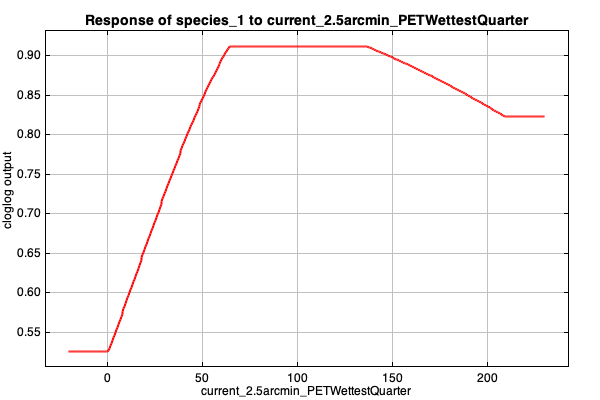 Response of species_1 to current_2.5arcmin_PETWettestQuarter
cloglog output
0.90
0.85
0.80
0.75
0.70
0.65
0.60
0.55
0 50 100 150 200
current_2.5arcmin_PETWettestQuarter